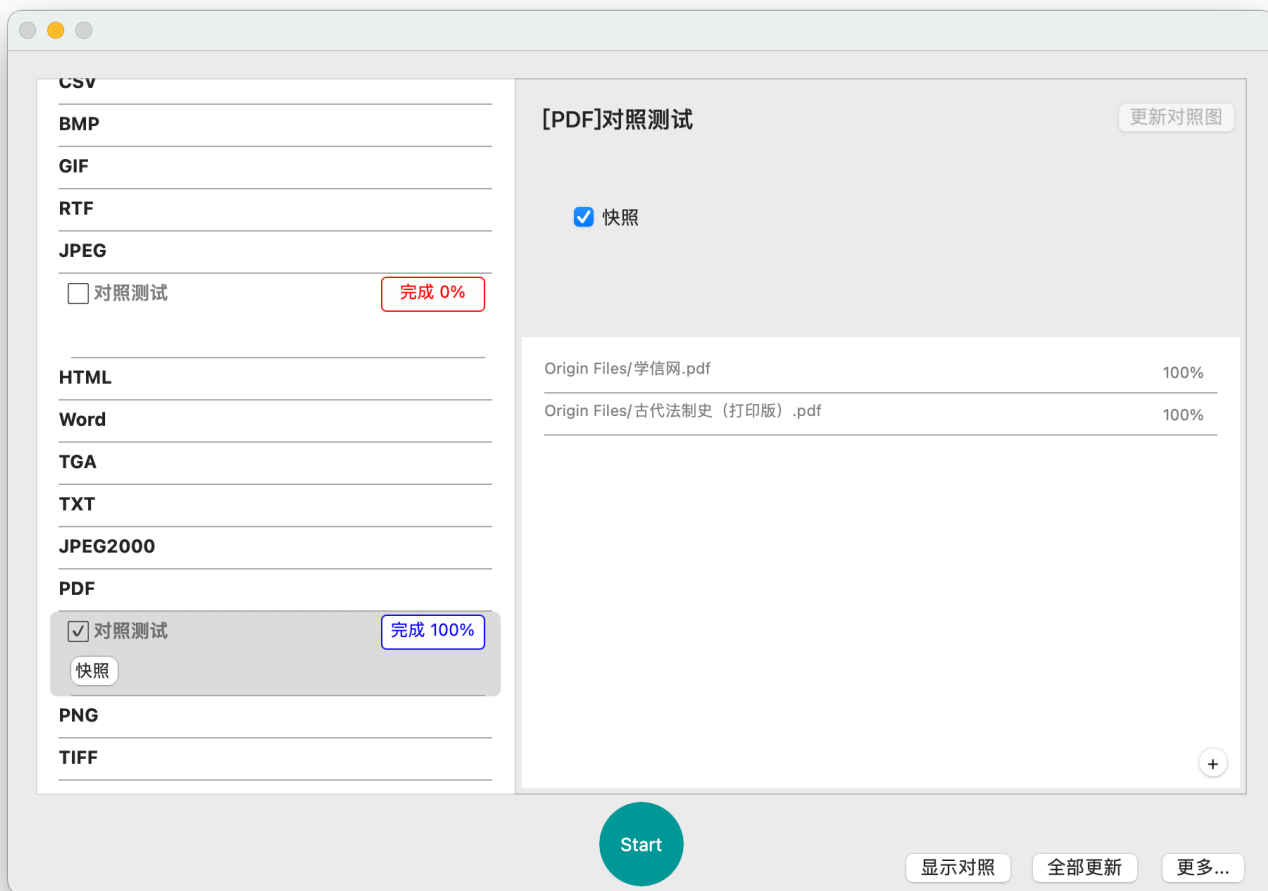 CSV
BMP
GIF
RTF
JPEG
对照测试 完成 0%
HTML
Word
TGA
TXT
JPEG2000
PDF
对照测试 完成 100%
快照
PNG
TIFF
[PDF]对照测试 更新对照图
快照
Origin Files/学信网.pdf 100%
Origin Files/古代法制史（打印版）.pdf 100%
+
Start
显示对照 全部更新 更多...